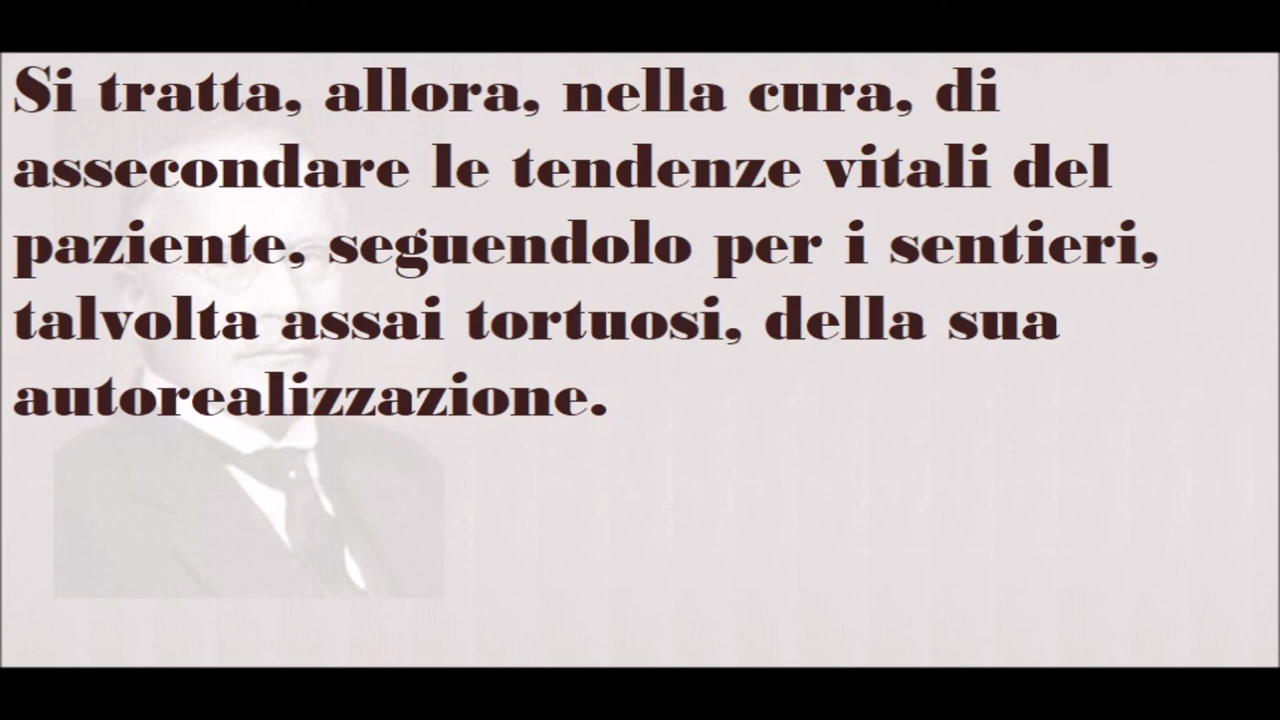 Si tratta, allora, nella cura, di
assecondare le tendenze vitali del
paziente, seguendolo per i sentieri,
talvolta assai tortuosi, della sua
autorealizzazione.